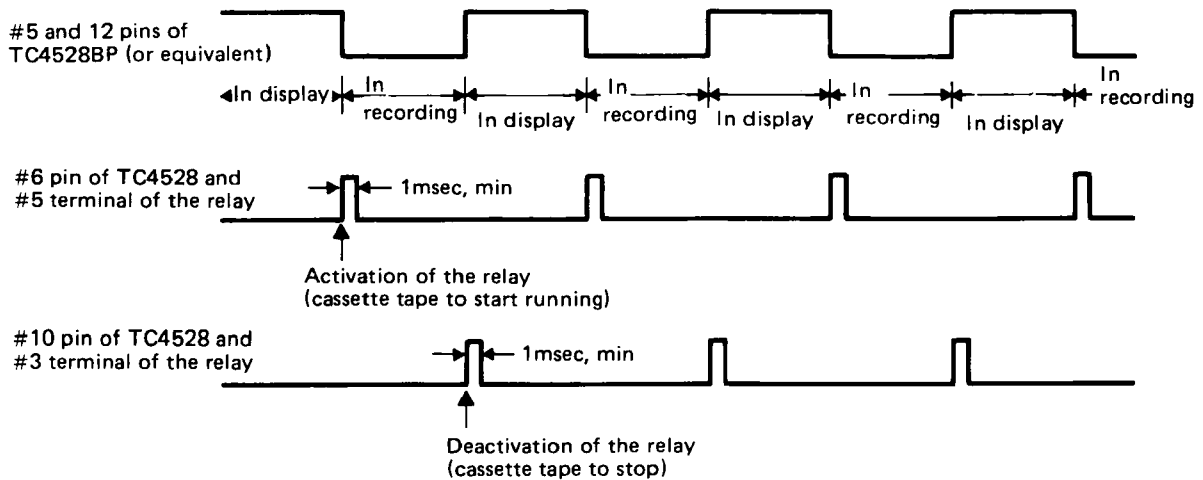 #5 and 12 pins of
TC4528BP (or equivalent)
In display
In
recording
In display
In
recording
In display
In
recording
In display
In
recording
#6 pin of TC4528 and
#5 terminal of the relay
1msec, min
Activation of the relay
(cassette tape to start running)
#10 pin of TC4528 and
#3 terminal of the relay
1msec, min
Deactivation of the relay
(cassette tape to stop)